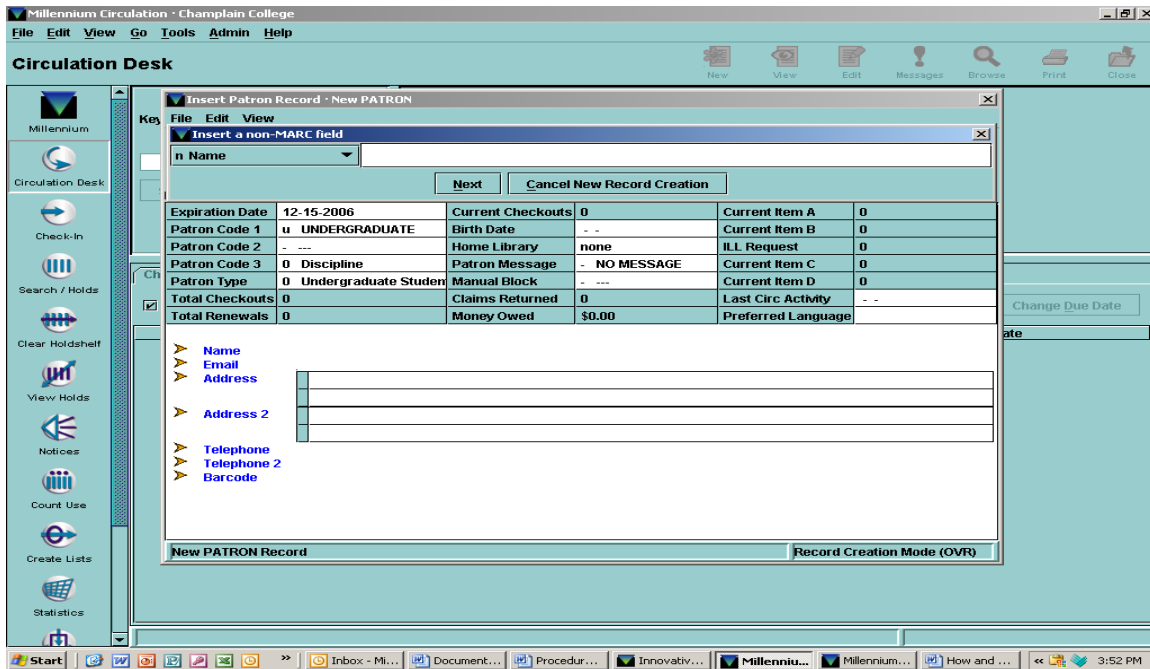 Millennium Circulation · Champlain College
File Edit View Go Tools Admin Help
Circulation Desk
New View Edit Messages Browse Print Close
Millennium
Circulation Desk
Check-In
Search / Holds
Clear Holdshelf
View Holds
Notices
Count Use
Create Lists
Statistics
Key
Insert Patron Record · New PATRON
File Edit View
Insert a non-MARC field
n Name
Next Cancel New Record Creation
Expiration Date 12-15-2006 Current Checkouts 0 Current Item A 0
Patron Code 1 u UNDERGRADUATE Birth Date - - Current Item B 0
Patron Code 2 - --- Home Library none ILL Request 0
Patron Code 3 0 Discipline Patron Message - NO MESSAGE Current Item C 0
Patron Type 0 Undergraduate Studen Manual Block - --- Current Item D 0
Total Checkouts 0 Claims Returned 0 Last Circ Activity - -
Total Renewals 0 Money Owed $0.00 Preferred Language
Name
Email
Address
Address 2
Telephone
Telephone 2
Barcode
New PATRON Record Record Creation Mode (OVR)
Ch
Change Due Date
ate
Start » Inbox - Mi... Document... Procedur... Innovativ... Millenniu... Millennium... How and ... « 3:52 PM